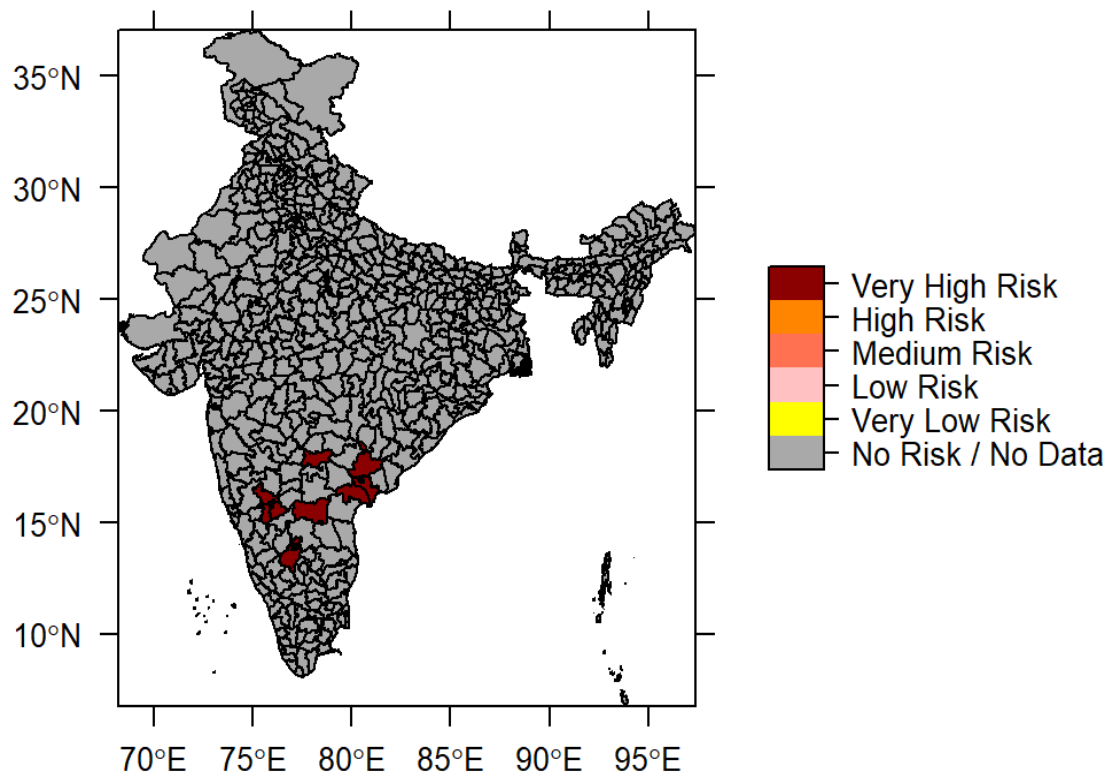 35°N
30°N
25°N
20°N
15°N
10°N
70°E 75°E 80°E 85°E 90°E 95°E
Very High Risk
High Risk
Medium Risk
Low Risk
Very Low Risk
No Risk / No Data